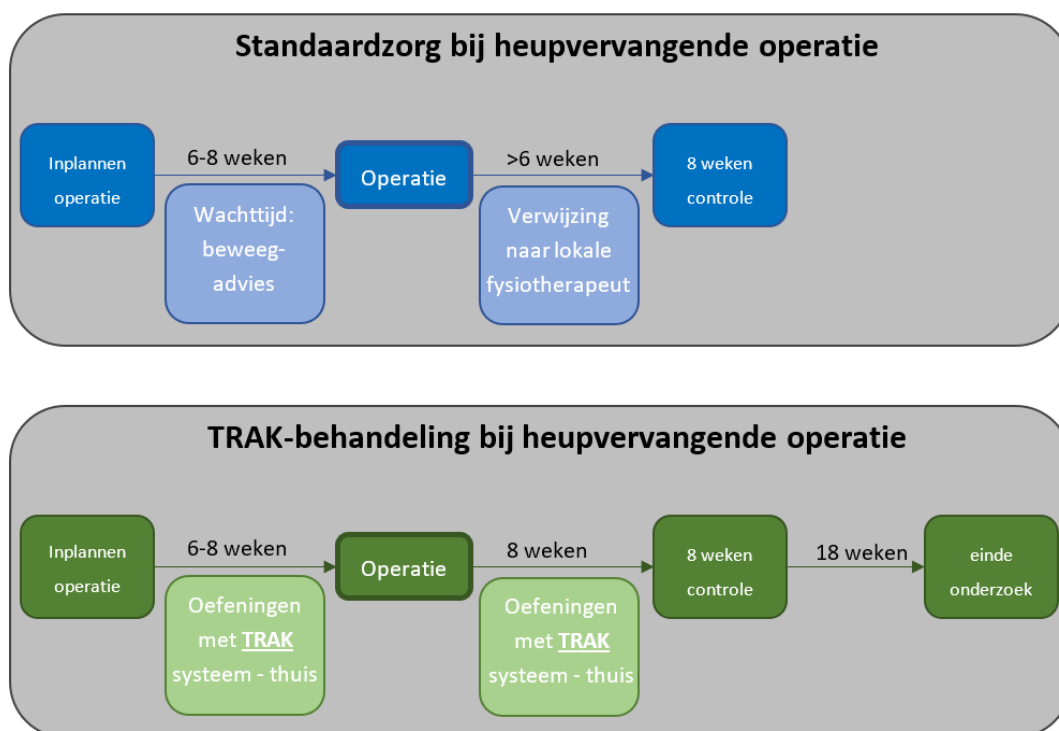 Standaardzorg bij heupvervangende operatie
Inplannen
operatie
6-8 weken
Wachttijd:
beweeg-
advies
Operatie
>6 weken
Verwijzing
naar lokale
fysiotherapeut
8 weken
controle
TRAK-behandeling bij heupvervangende operatie
Inplannen
operatie
6-8 weken
Oefeningen
met TRAK
systeem - thuis
Operatie
8 weken
Oefeningen
met TRAK
systeem - thuis
8 weken
controle
18 weken
einde
onderzoek